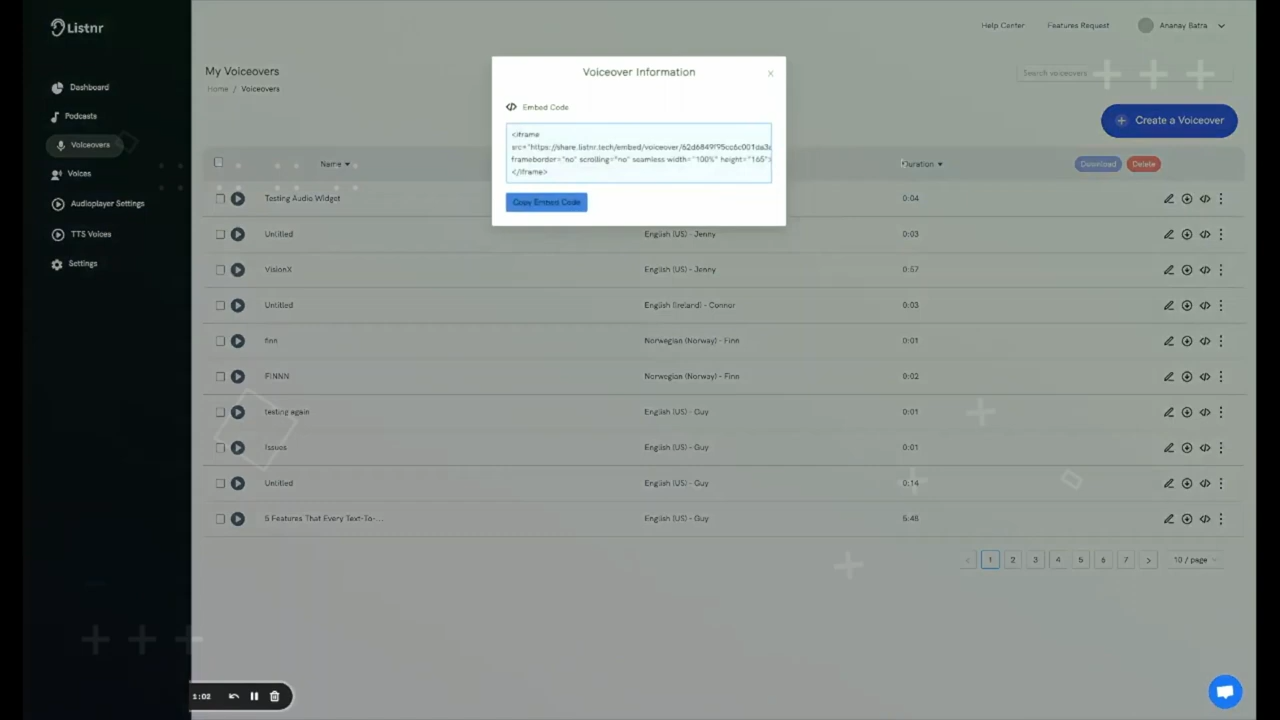 Listnr
Help Center
Features Request
Ananay Batra
Dashboard
Podcasts
Voiceovers
Voices
Audioplayer Settings
TTS Voices
Settings
My Voiceovers
Home / Voiceovers
Search voiceovers
+ Create a Voiceover
Voiceover Information
</> Embed Code
<iframe
src="https://share.listnr.tech/embed/voiceover/
frameborder="no" scrolling="no" seamless width="100%" height="165">
</iframe>
Copy Embed Code
Name Duration Download Delete
Testing Audio Widget 0:04
Untitled English (US) - Jenny 0:03
VisionX English (US) - Jenny 0:57
Untitled English (Ireland) - Connor 0:03
finn Norwegian (Norway) - Finn 0:01
FINNN Norwegian (Norway) - Finn 0:02
testing again English (US) - Guy 0:01
Issues English (US) - Guy 0:01
Untitled English (US) - Guy 0:14
5 Features That Every Text-To-... English (US) - Guy 5:48
< 1 2 3 4 5 6 7 > 10 / page
1:02